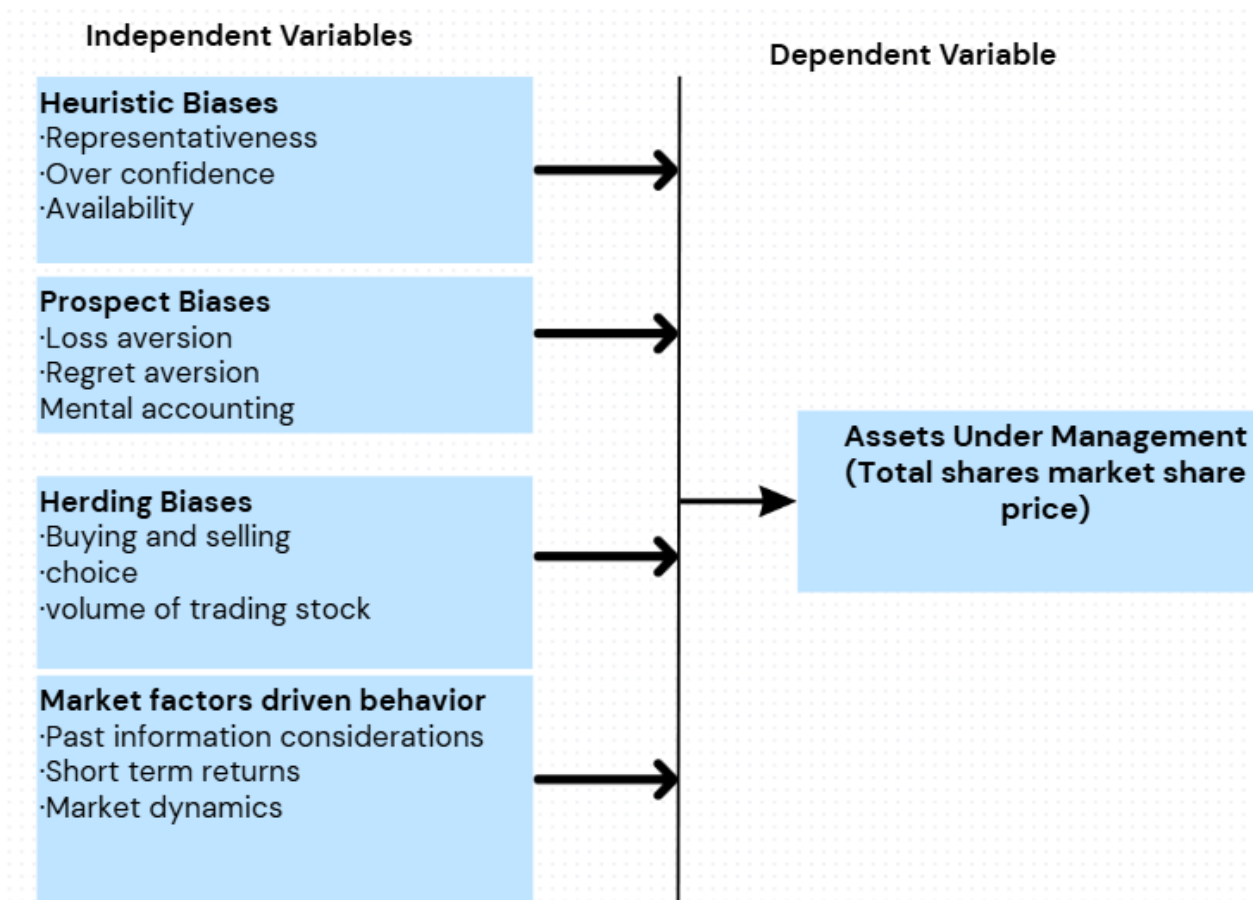 Independent Variables
Dependent Variable
Heuristic Biases
·Representativeness
·Over confidence
·Availability
Prospect Biases
·Loss aversion
·Regret aversion
Mental accounting
Herding Biases
·Buying and selling
·choice
·volume of trading stock
Market factors driven behavior
·Past information considerations
·Short term returns
·Market dynamics
Assets Under Management
(Total shares market share
price)